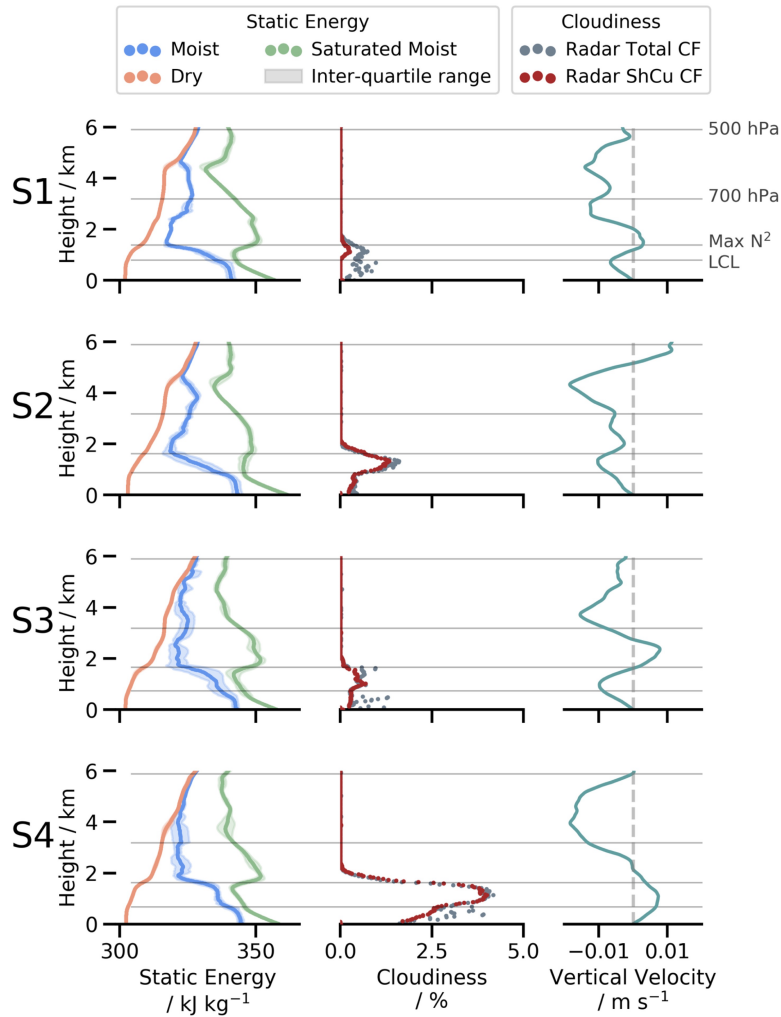 Static Energy
Moist
Saturated Moist
Dry
Inter-quartile range
Cloudiness
Radar Total CF
Radar ShCu CF
S1
Height / km
6
4
2
0
500 hPa
700 hPa
Max N²
LCL
S2
Height / km
6
4
2
0
S3
Height / km
6
4
2
0
S4
Height / km
6
4
2
0
300
350
0.0
2.5
5.0
−0.01
0.01
Static Energy
/ kJ kg⁻¹
Cloudiness
/ %
Vertical Velocity
/ m s⁻¹